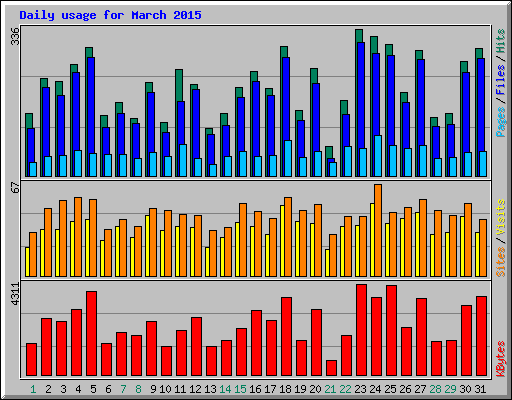 Daily usage for March 2015
336
Pages / Files / Hits
67
Sites / Visits
4311
KBytes
1 2 3 4 5 6 7 8 9 10 11 12 13 14 15 16 17 18 19 20 21 22 23 24 25 26 27 28 29 30 31